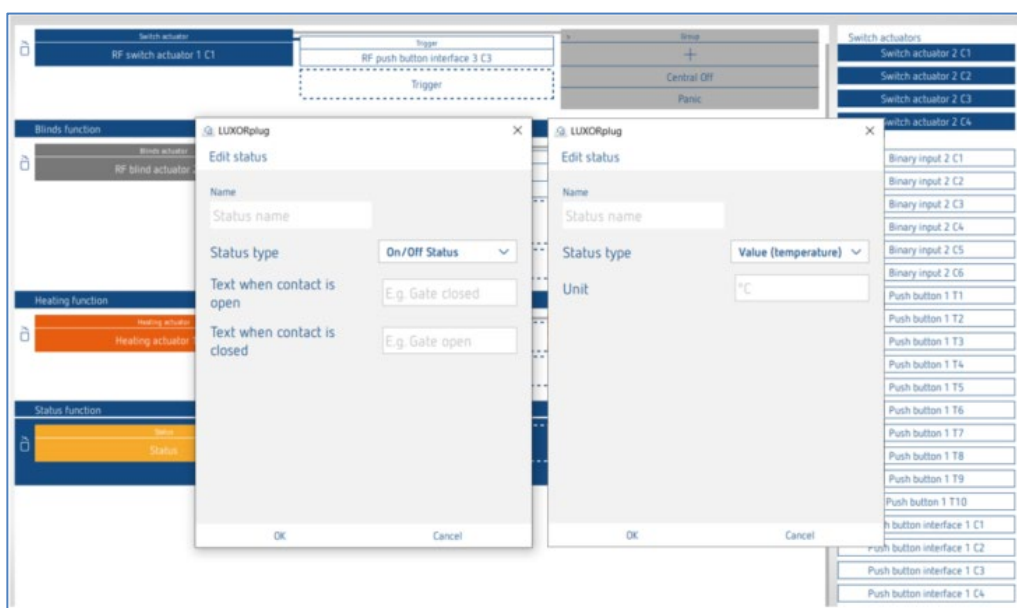 Switch actuator
RF switch actuator 1 C1
Trigger
RF push button interface 3 C3
Trigger
Group
+
Central Off
Panic
Blinds function
Blinds actuator
RF blind actuator
Heating function
Heating actuator
Heating actuator 1
Status function
Status
Status
LUXORplug
Edit status
Name
Status name
Status type
On/Off Status
Text when contact is
open
E.g. Gate closed
Text when contact is
closed
E.g. Gate open
OK
Cancel
LUXORplug
Edit status
Name
Status name
Status type
Value (temperature)
Unit
°C
OK
Cancel
Switch actuators
Switch actuator 2 C1
Switch actuator 2 C2
Switch actuator 2 C3
Switch actuator 2 C4
Binary input 2 C1
Binary input 2 C2
Binary input 2 C3
Binary input 2 C4
Binary input 2 C5
Binary input 2 C6
Push button 1 T1
Push button 1 T2
Push button 1 T3
Push button 1 T4
Push button 1 T5
Push button 1 T6
Push button 1 T7
Push button 1 T8
Push button 1 T9
Push button 1 T10
h button interface 1 C1
Push button interface 1 C2
Push button interface 1 C3
Push button interface 1 C4